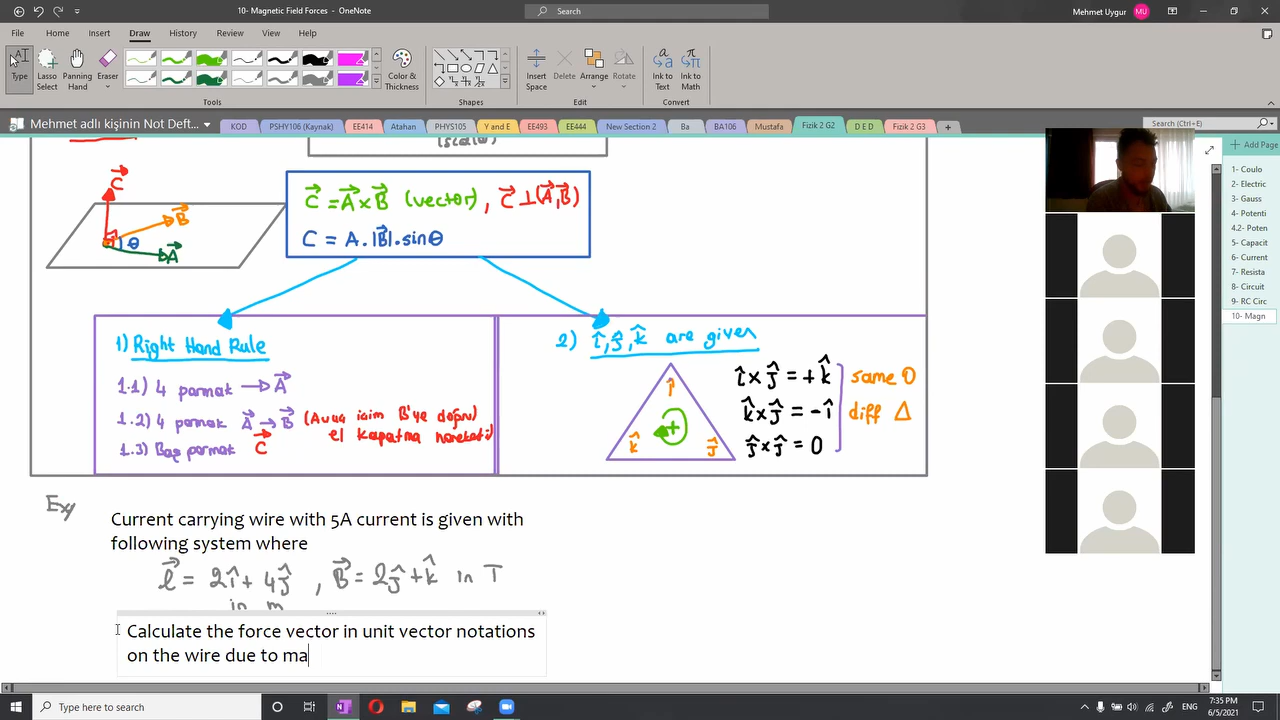 10- Magnetic Field Forces - OneNote
Search
Mehmet Uygur
MU
File Home Insert Draw History Review View Help
Type
Lasso Select
Panning Hand
Eraser
Color & Thickness
Insert Space
Delete
Arrange
Rotate
Ink to Text
Ink to Math
Tools
Shapes
Edit
Convert
Mehmet adlı kişinin Not Deft...
KOD PSHY106 (Kaynak) EE414 Atahan PHYS105 Y and E EE493 EE444 New Section 2 Ba BA106 Mustafa Fizik 2 G2 D E D Fizik 2 G3 +
Search (Ctrl+E)
Add Page
1- Coulo
2- Electric
3- Gauss
4- Potenti
4.2- Poten
5- Capacit
6- Current
7- Resista
8- Circuit
9- RC Circ
10- Magn
(scalar)
C⃗
B⃗
θ
A⃗
C⃗ = A⃗ x B⃗ (vector), C⃗ ⊥ (A⃗, B⃗)
C = A.|B⃗|.sinθ
1) Right Hand Rule
1.1) 4 parmak → A⃗
1.2) 4 parmak A⃗ → B⃗ (Avuç içim B'ye doğru el kapatma hareketi)
1.3) Baş parmak C⃗
2) î, ĵ, k̂ are given
î
+
k̂ ĵ
î x ĵ = +k̂
k̂ x ĵ = -î
ĵ x ĵ = 0
same 0
diff Δ
Ex/
Current carrying wire with 5A current is given with
following system where
l⃗ = 2î + 4ĵ , B⃗ = 2ĵ + k̂ in T
in m
Calculate the force vector in unit vector notations
on the wire due to ma
Type here to search
ENG
7:35 PM
6/5/2021